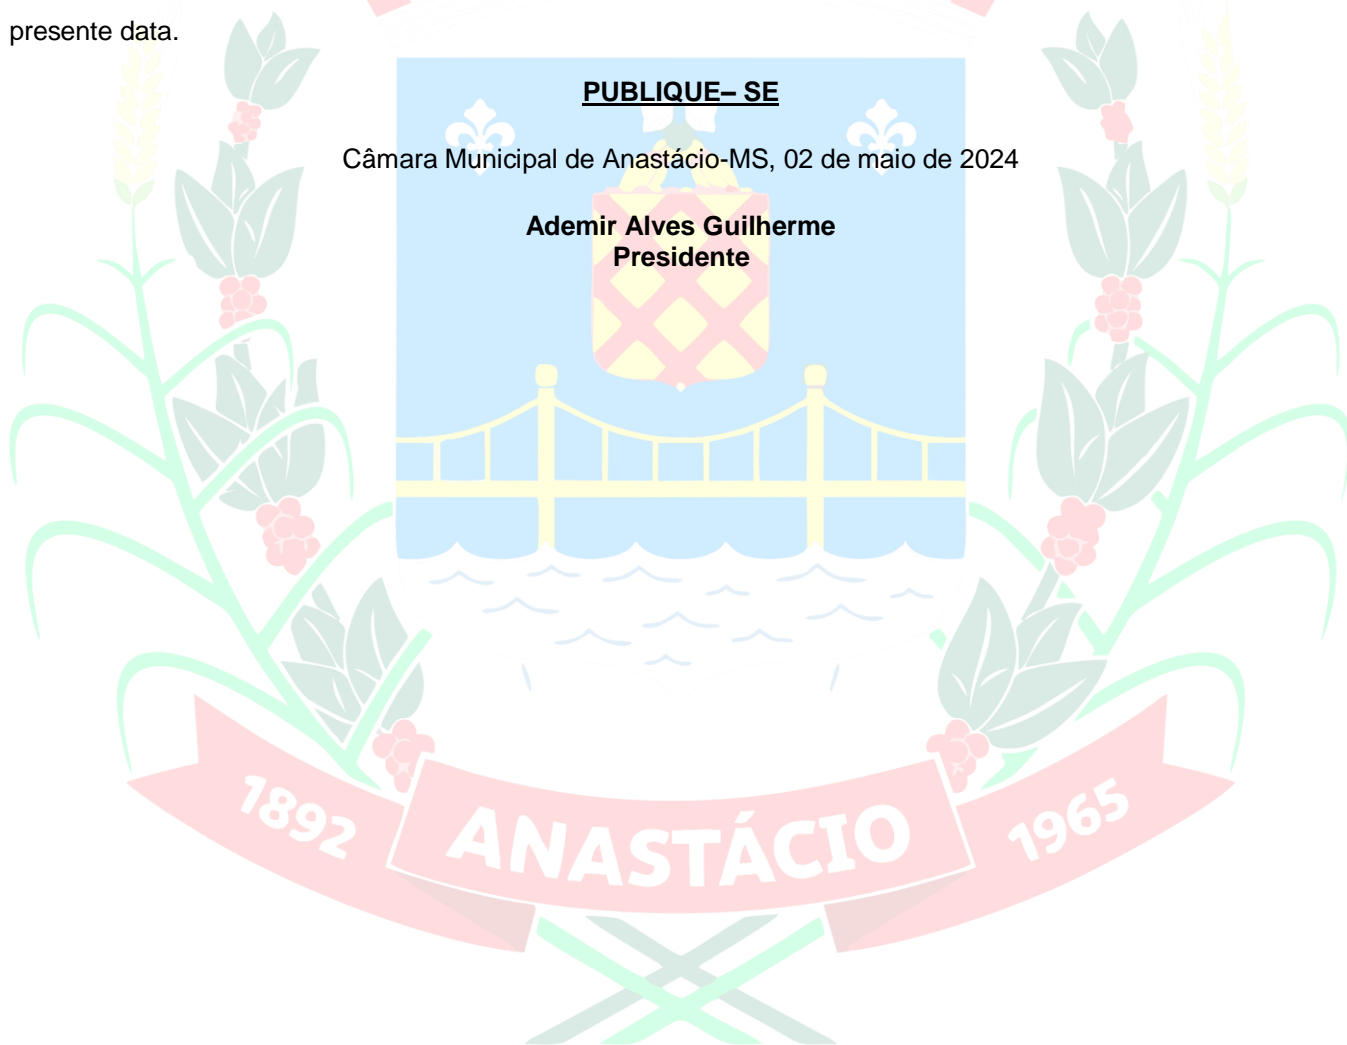 presente data.
PUBLIQUE– SE
Câmara Municipal de Anastácio-MS, 02 de maio de 2024
Ademir Alves Guilherme
Presidente
1892 ANASTÁCIO 1965